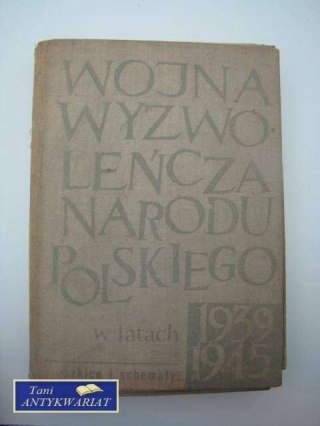 WOJNA
WYZWO-
LEŃCZA
NARODU
POLSKIEGO
w latach 1939
1945
szkice i schematy
Tani
ANTYKWARIAT